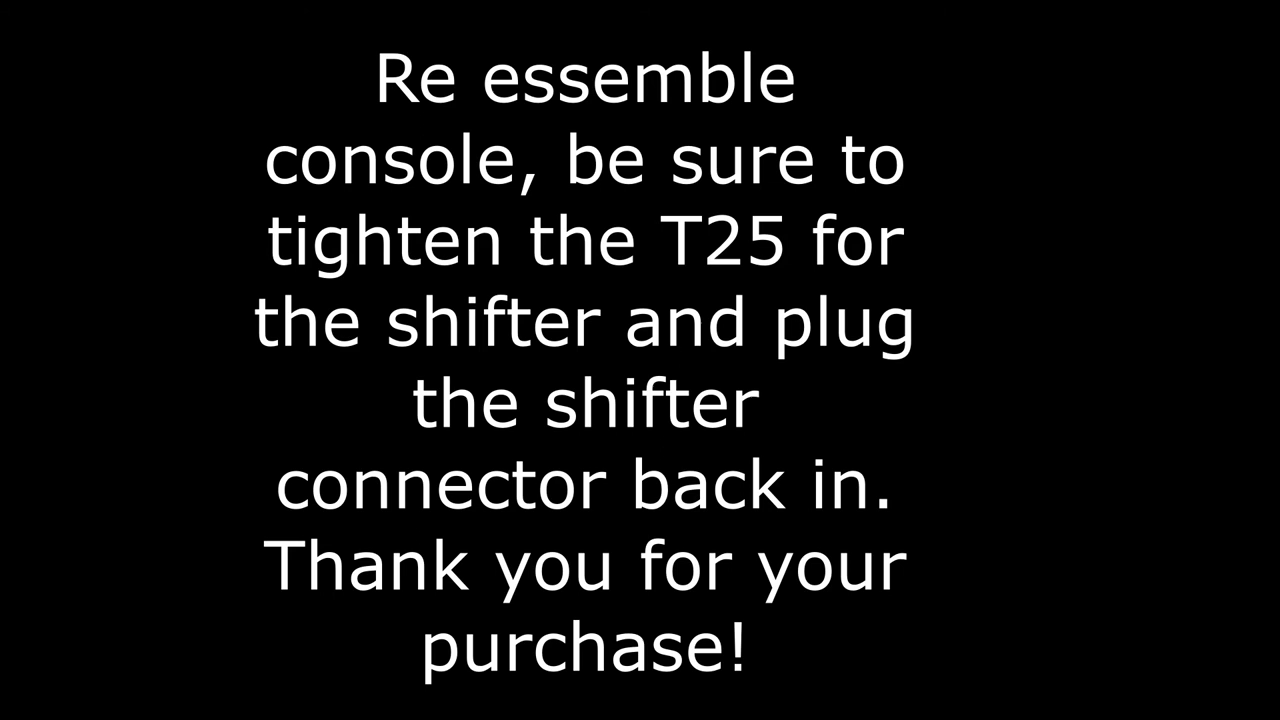 Re essemble
console, be sure to
tighten the T25 for
the shifter and plug
the shifter
connector back in.
Thank you for your
purchase!